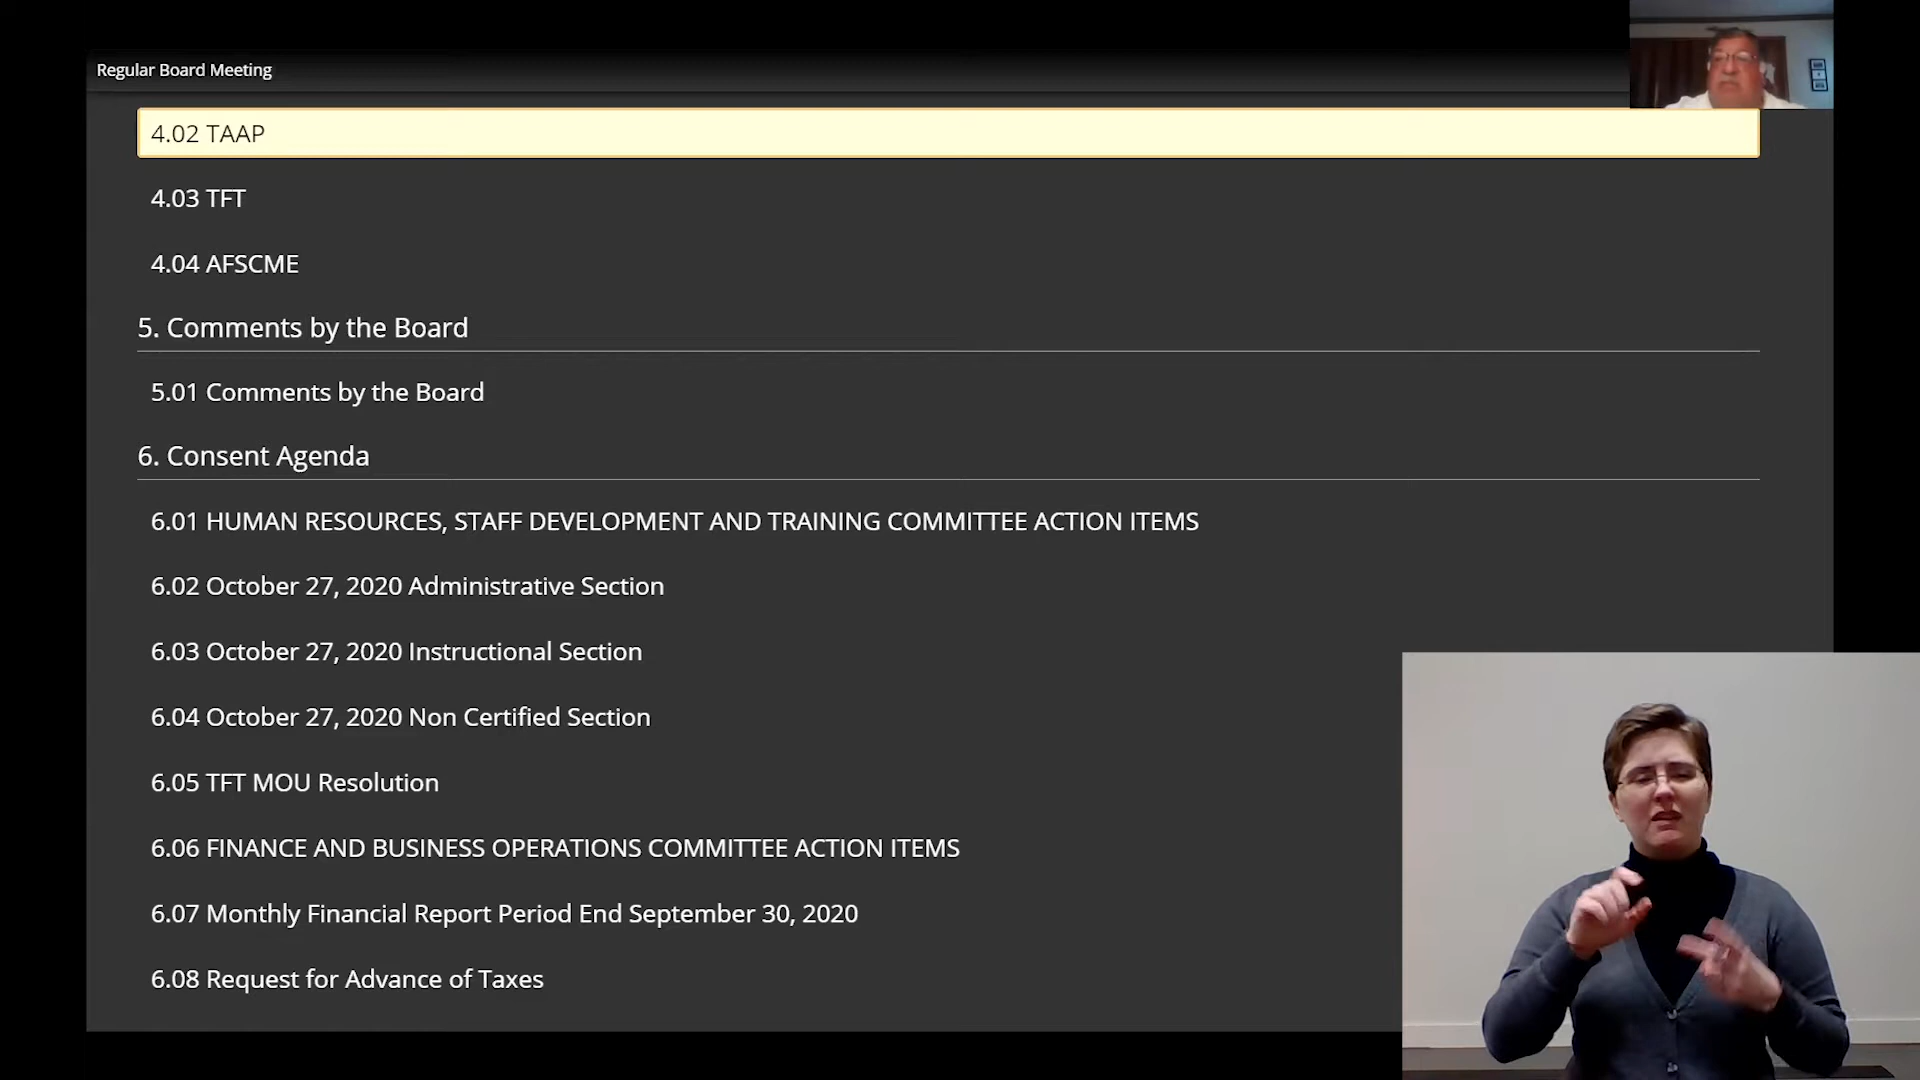 Regular Board Meeting
4.02 TAAP
4.03 TFT
4.04 AFSCME
5. Comments by the Board
5.01 Comments by the Board
6. Consent Agenda
6.01 HUMAN RESOURCES, STAFF DEVELOPMENT AND TRAINING COMMITTEE ACTION ITEMS
6.02 October 27, 2020 Administrative Section
6.03 October 27, 2020 Instructional Section
6.04 October 27, 2020 Non Certified Section
6.05 TFT MOU Resolution
6.06 FINANCE AND BUSINESS OPERATIONS COMMITTEE ACTION ITEMS
6.07 Monthly Financial Report Period End September 30, 2020
6.08 Request for Advance of Taxes